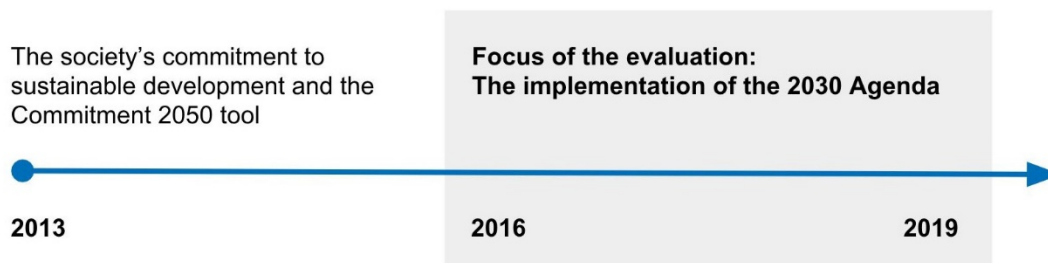 The society’s commitment to
sustainable development and the
Commitment 2050 tool
Focus of the evaluation:
The implementation of the 2030 Agenda
2013
2016
2019